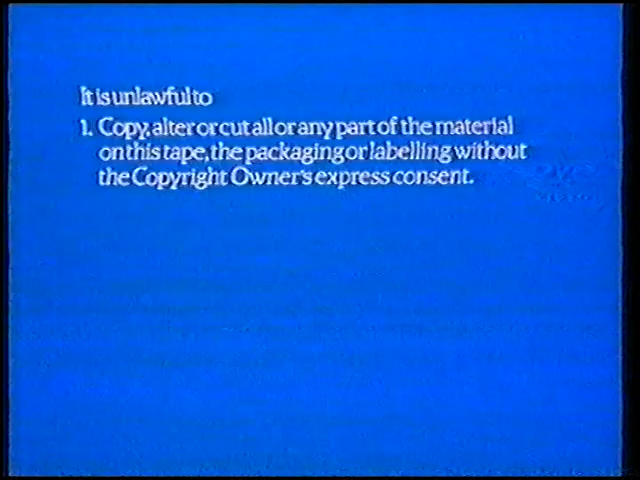 It is unlawful to
1. Copy, alter or cut all or any part of the material
on this tape, the packaging or labelling without
the Copyright Owner's express consent.